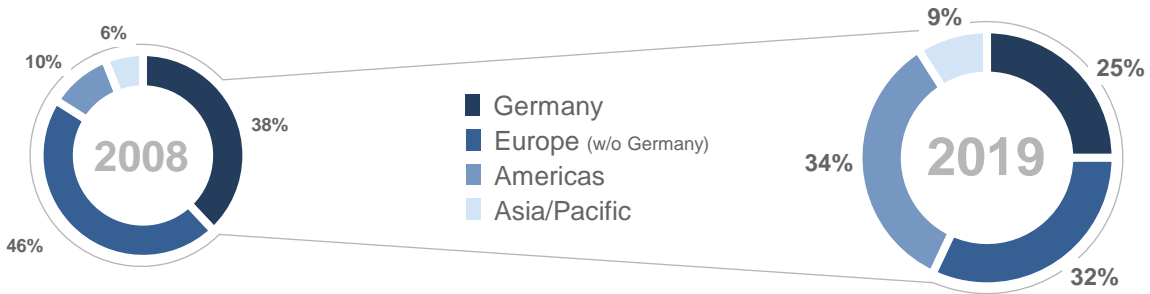 6%
10%
38%
2008
46%
Germany
Europe (w/o Germany)
Americas
Asia/Pacific
9%
25%
34%
2019
32%